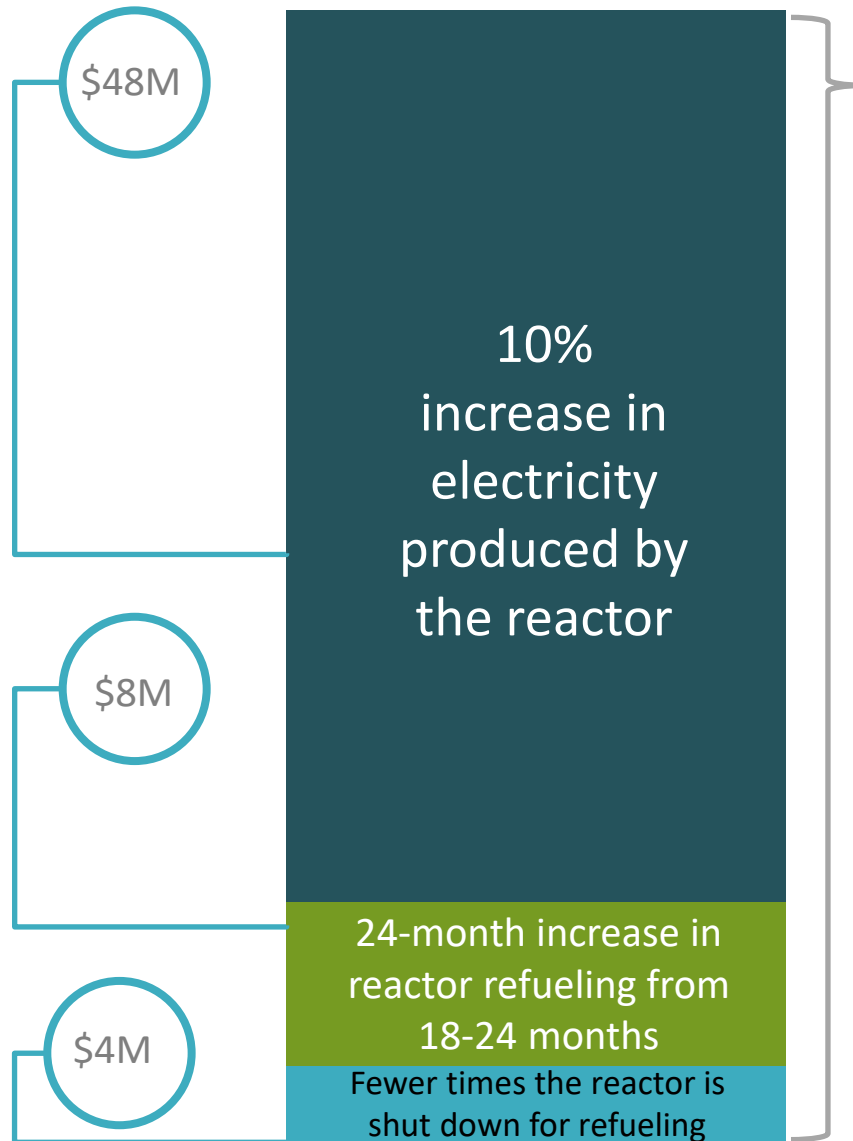 $48M
10%
increase in
electricity
produced by
the reactor
$8M
24-month increase in
reactor refueling from
18-24 months
$4M
Fewer times the reactor is
shut down for refueling